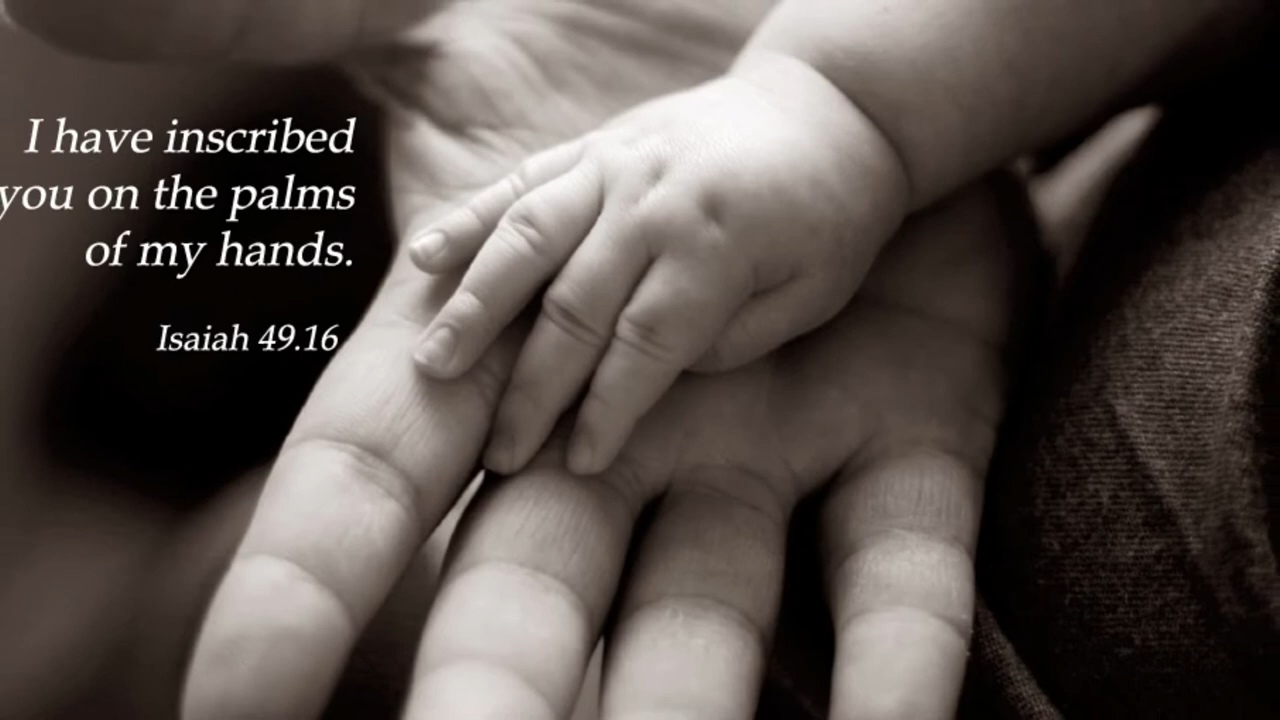 I have inscribed
you on the palms
of my hands.
Isaiah 49.16